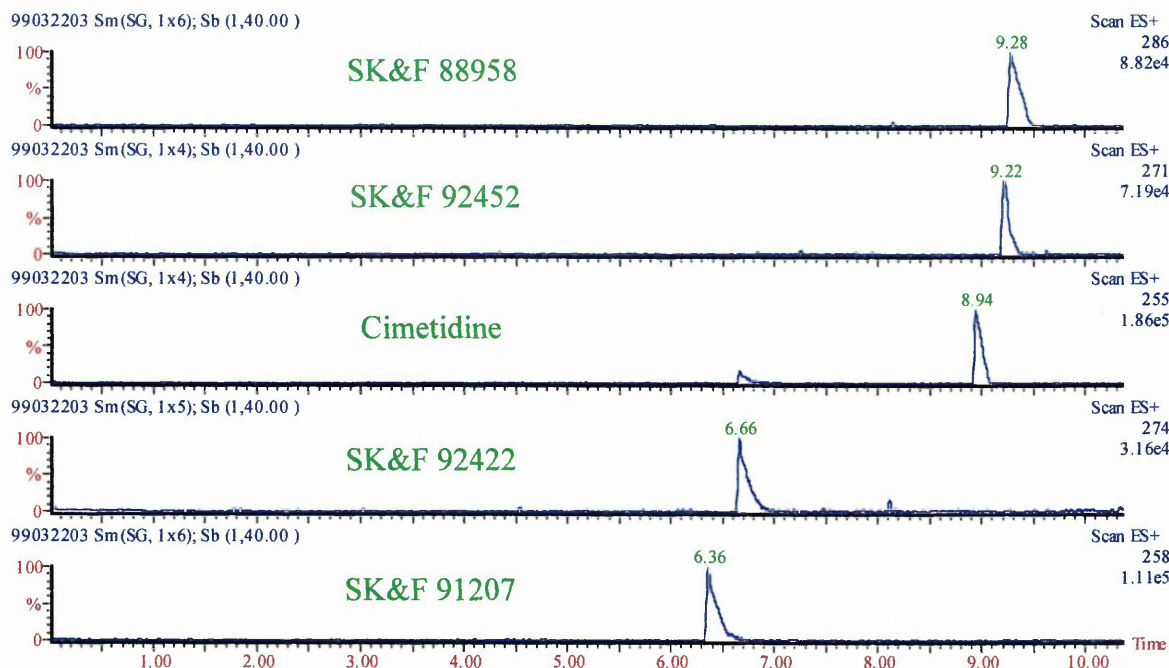 99032203 Sm (SG, 1x6); Sb (1,40.00 )
Scan ES+
286
8.82e4
100
%
0
SK&F 88958
9.28
99032203 Sm (SG, 1x4); Sb (1,40.00 )
Scan ES+
271
7.19e4
100
%
0
SK&F 92452
9.22
99032203 Sm (SG, 1x4); Sb (1,40.00 )
Scan ES+
255
1.86e5
100
%
0
Cimetidine
8.94
99032203 Sm (SG, 1x5); Sb (1,40.00 )
Scan ES+
274
3.16e4
100
%
0
SK&F 92422
6.66
99032203 Sm (SG, 1x6); Sb (1,40.00 )
Scan ES+
258
1.11e5
100
%
0
SK&F 91207
6.36
1.00 2.00 3.00 4.00 5.00 6.00 7.00 8.00 9.00 10.00 Time